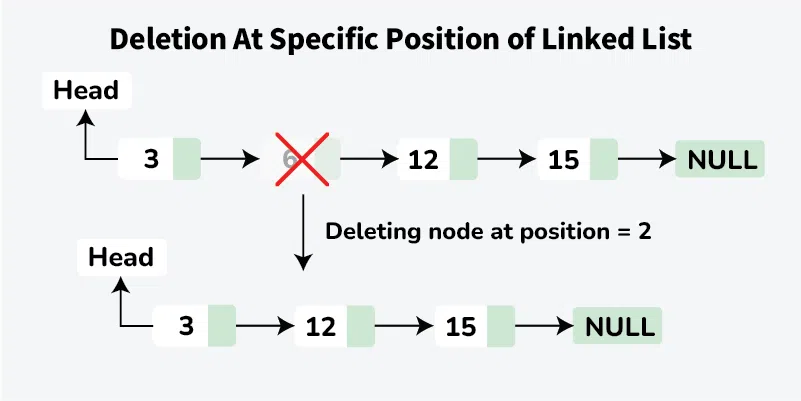 Deletion At Specific Position of Linked List
Head
3 6 12 15 NULL
Deleting node at position = 2
Head
3 12 15 NULL